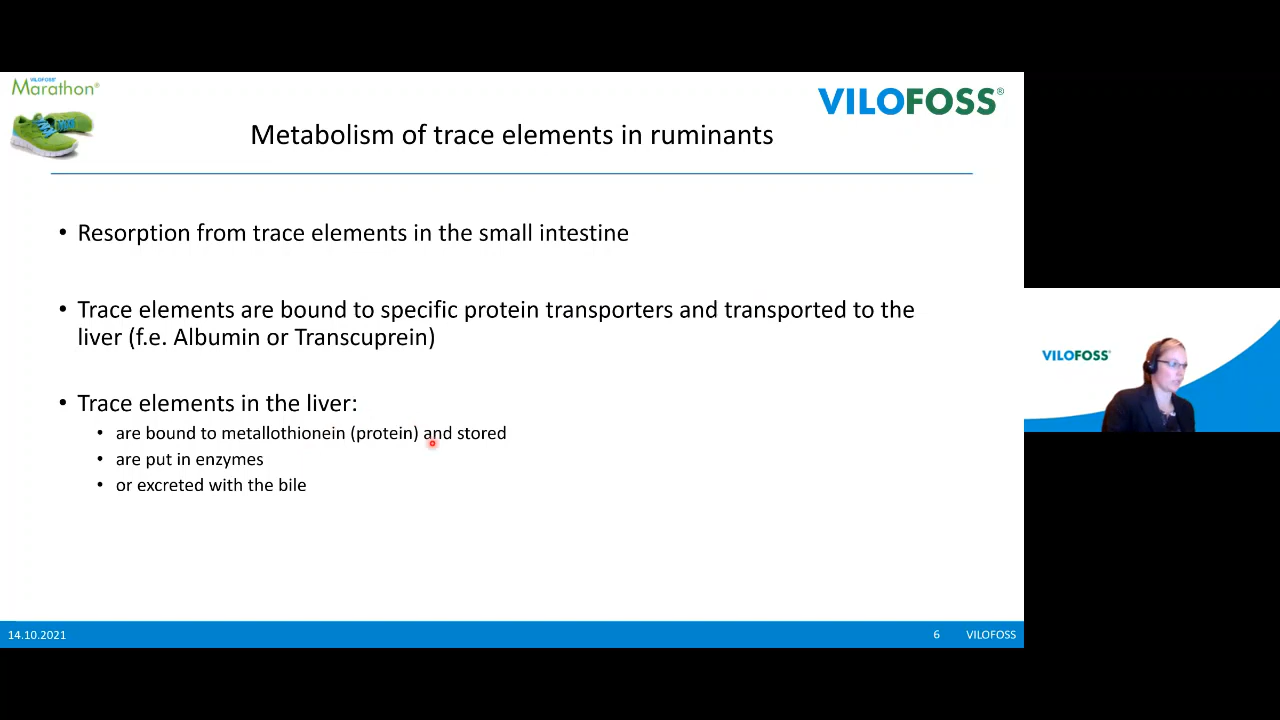 VILOFOSS
Marathon®
VILOFOSS®
Metabolism of trace elements in ruminants
• Resorption from trace elements in the small intestine
• Trace elements are bound to specific protein transporters and transported to the
liver (f.e. Albumin or Transcuprein)
• Trace elements in the liver:
• are bound to metallothionein (protein) and stored
• are put in enzymes
• or excreted with the bile
VILOFOSS®
14.10.2021
6
VILOFOSS